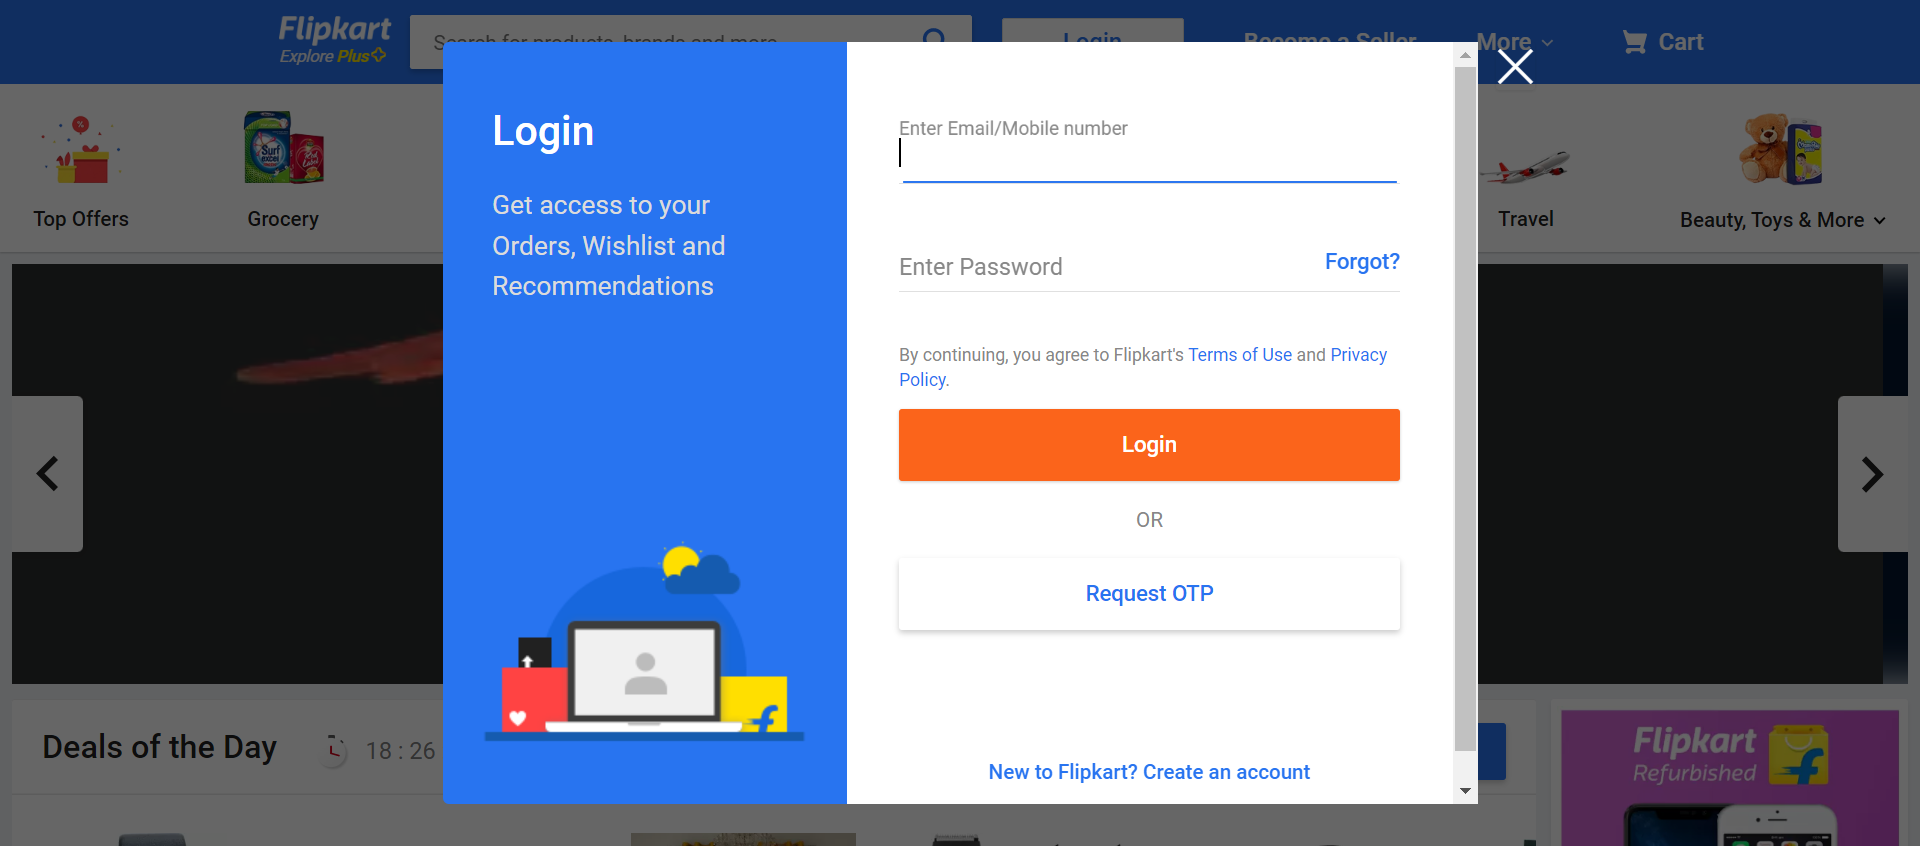 Flipkart
Explore Plus
Search for products, brands and more
Login
Become a Seller
More
Cart
Top Offers
Grocery
Travel
Beauty, Toys & More
Login
Get access to your
Orders, Wishlist and
Recommendations
Enter Email/Mobile number
Enter Password
Forgot?
By continuing, you agree to Flipkart's Terms of Use and Privacy
Policy.
Login
OR
Request OTP
New to Flipkart? Create an account
Deals of the Day
18 : 26
Flipkart
Refurbished